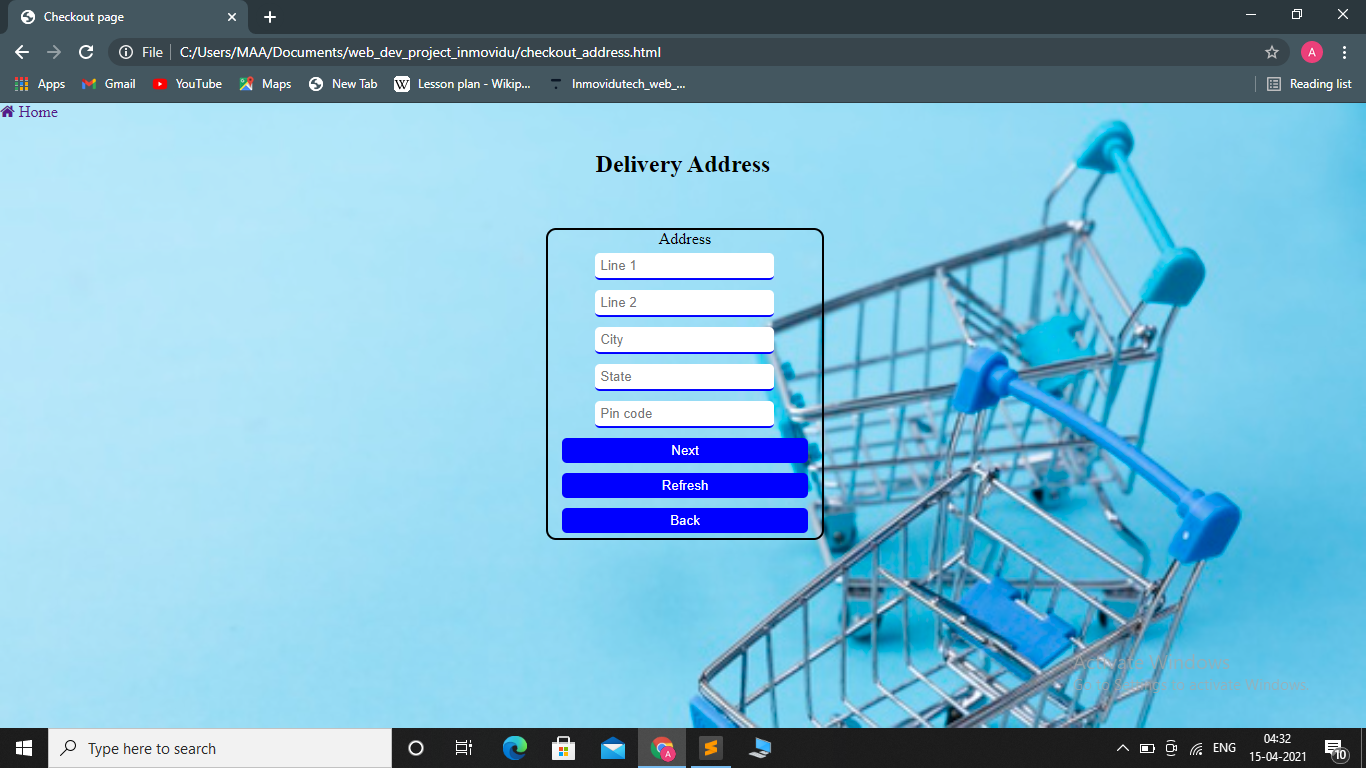 Checkout page
File
C:/Users/MAA/Documents/web_dev_project_inmovidu/checkout_address.html
A
Apps
Gmail
YouTube
Maps
New Tab
W
Lesson plan - Wikip...
Inmovidutech_web_...
Reading list
Home
Delivery Address
Address
Line 1
Line 2
City
State
Pin code
Next
Refresh
Back
Activate Windows
Go to Settings to activate Windows.
Type here to search
A
ENG
04:32
15-04-2021
10